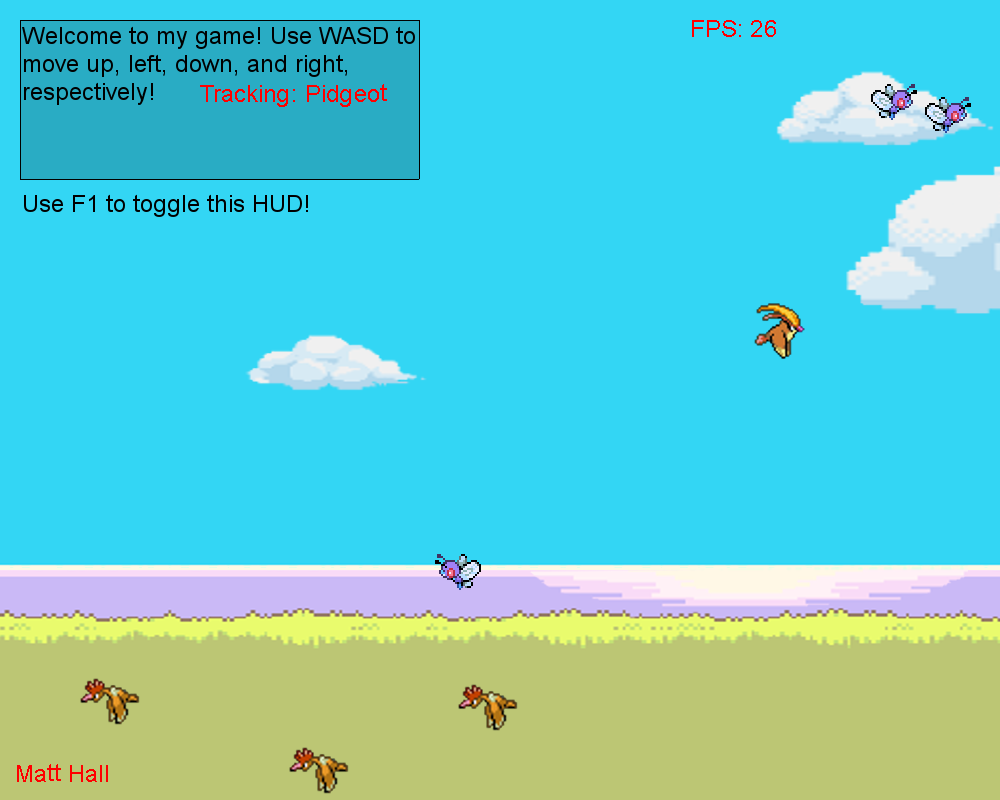 Welcome to my game! Use WASD to
move up, left, down, and right,
respectively!
Tracking: Pidgeot
Use F1 to toggle this HUD!
FPS: 26
Matt Hall